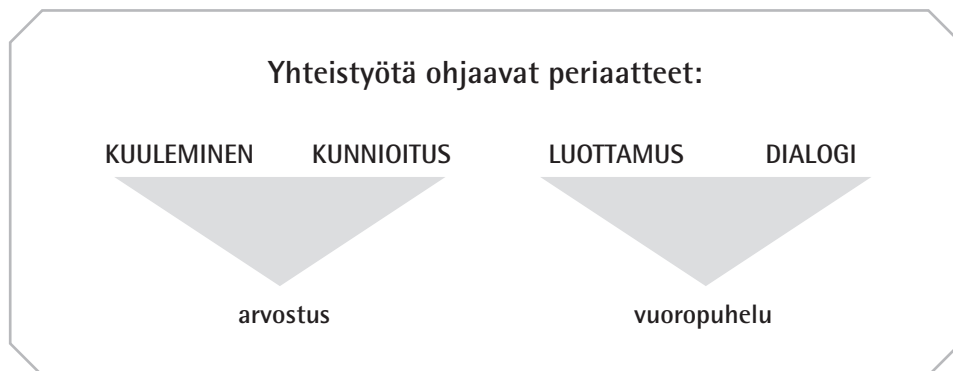 Yhteistyötä ohjaavat periaatteet:
KUULEMINEN KUNNIOITUS LUOTTAMUS DIALOGI
arvostus vuoropuhelu